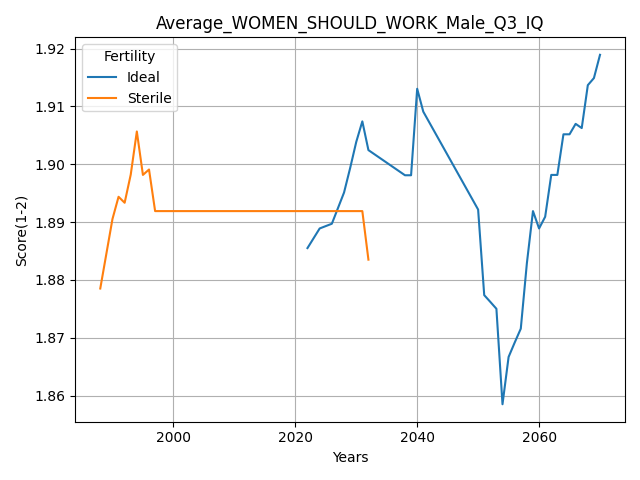 Average_WOMEN_SHOULD_WORK_Male_Q3_IQ
Fertility
Ideal
Sterile
Score(1-2)
1.92
1.91
1.90
1.89
1.88
1.87
1.86
2000
2020
2040
2060
Years